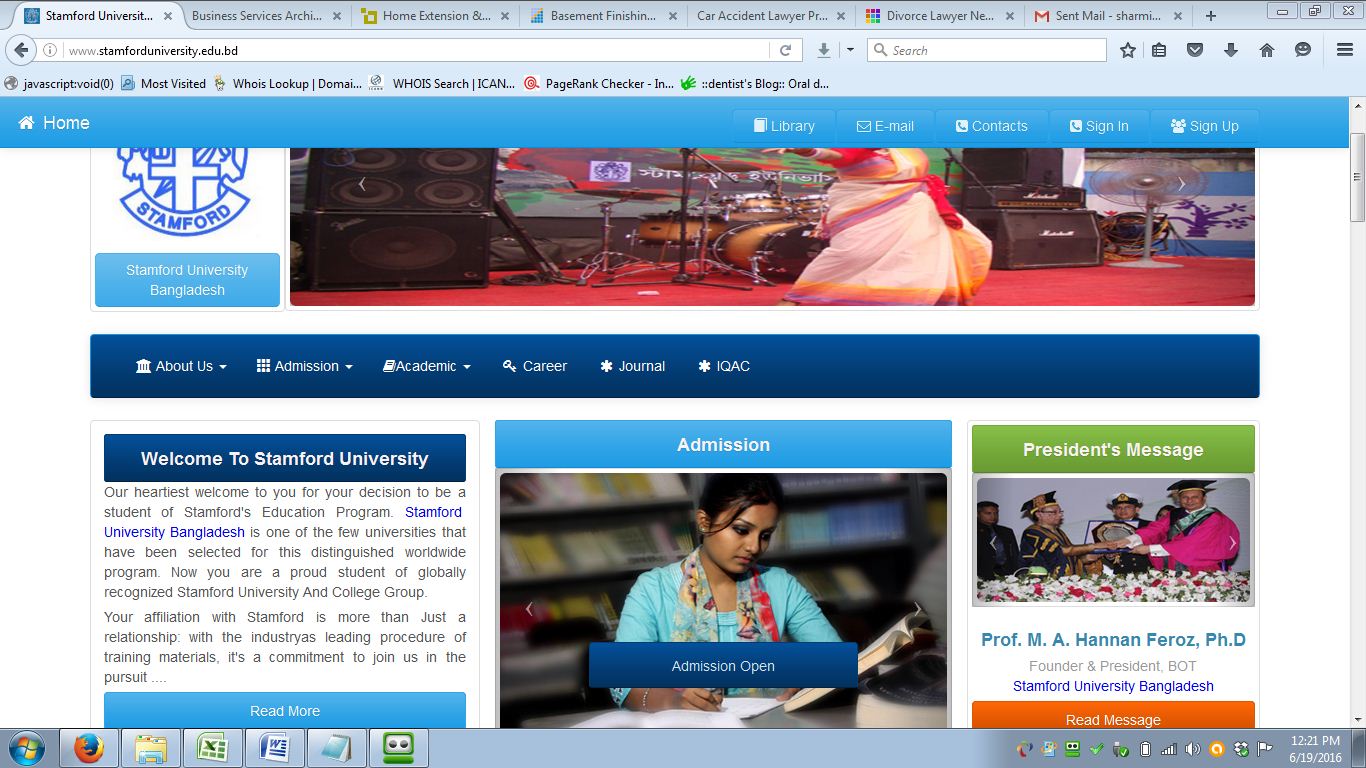 Stamford Universit...
Business Services Archi...
Home Extension &...
Basement Finishin...
Car Accident Lawyer Pr...
Divorce Lawyer Ne...
Sent Mail - sharmi...
www.stamforduniversity.edu.bd
Search
javascript:void(0)
Most Visited
Whois Lookup | Domai...
WHOIS Search | ICAN...
PageRank Checker - In...
::dentist's Blog:: Oral d...
Home
Library
E-mail
Contacts
Sign In
Sign Up
STAMFORD
Stamford University
Bangladesh
Marshall
Marshall
About Us
Admission
Academic
Career
Journal
IQAC
Welcome To Stamford University
Our heartiest welcome to you for your decision to be a
student of Stamford's Education Program. Stamford
University Bangladesh is one of the few universities that
have been selected for this distinguished worldwide
program. Now you are a proud student of globally
recognized Stamford University And College Group.
Your affiliation with Stamford is more than Just a
relationship: with the industryas leading procedure of
training materials, it's a commitment to join us in the
pursuit ....
Read More
Admission
Admission Open
President's Message
Prof. M. A. Hannan Feroz, Ph.D
Founder & President, BOT
Stamford University Bangladesh
Read Message
12:21 PM
6/19/2016